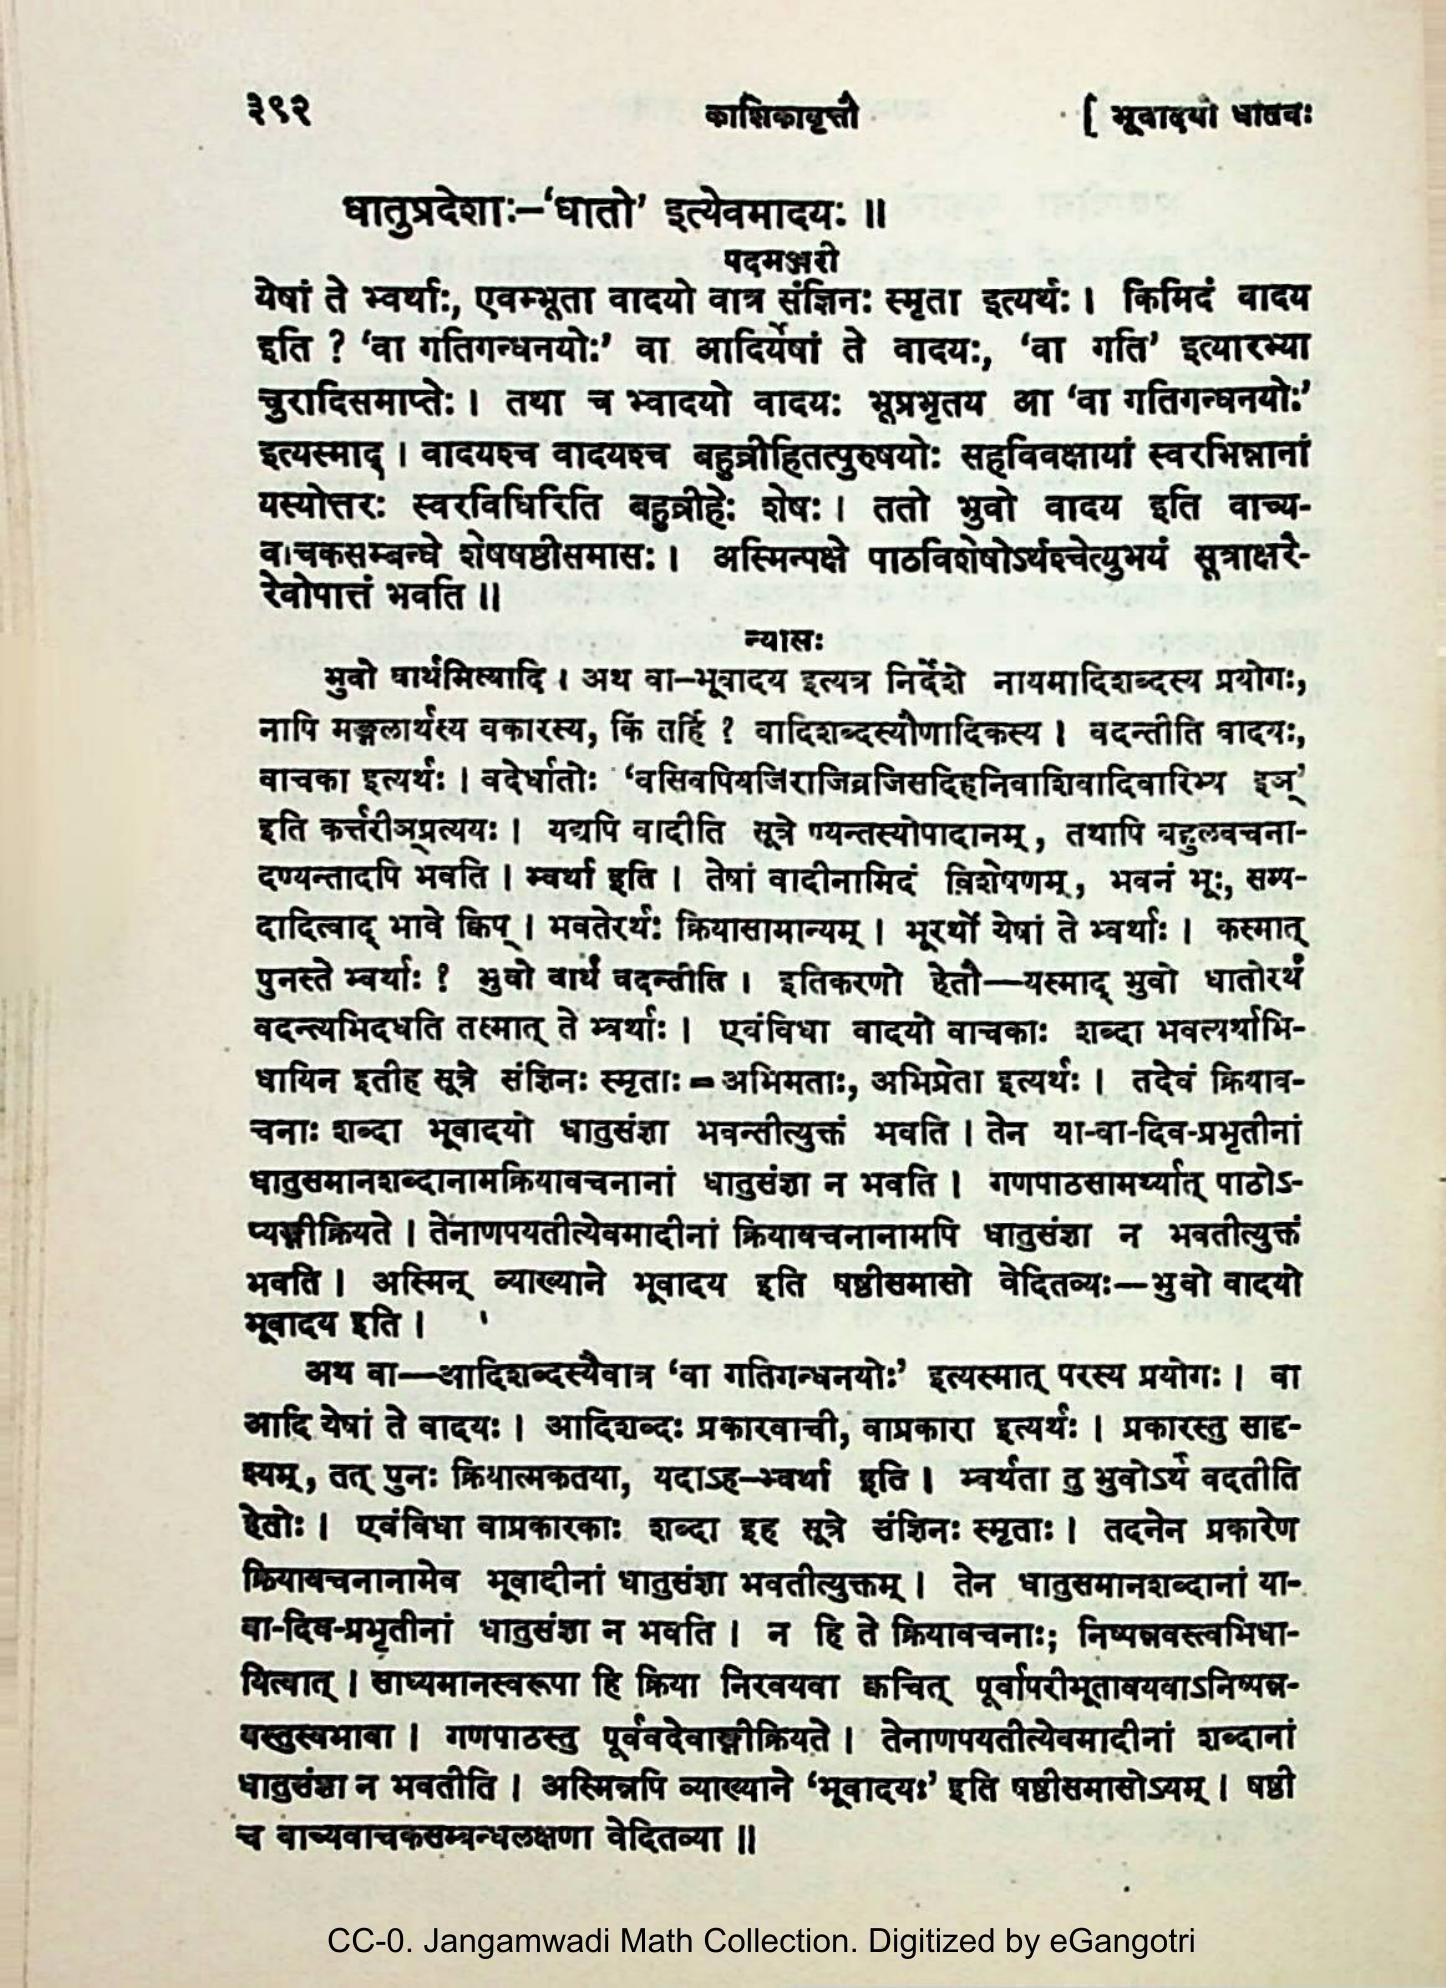 ३९२ काशिकावृत्तौ [ भूवादयो धातवः
धातुप्रदेशाः–‘धातो’ इत्येवमादयः ॥
पदमञ्जरी
येषां ते भ्वर्थाः, एवम्भूता वादयो वात्र संज्ञिनः स्मृता इत्यर्थः । किमिदं वादय
इति ? ‘वा गतिगन्धनयोः’ वा आदिर्येषां ते वादयः, ‘वा गति’ इत्यारभ्या
चुरादिसमाप्तेः । तथा च भ्वादयो वादयः भूप्रभृतय आ ‘वा गतिगन्धनयोः’
इत्यस्माद् । वादयश्च वादयश्च बहुव्रीहितत्पुरुषयोः सहविवक्षायां स्वरभिन्नानां
यस्योत्तरः स्वरविधिरिति बहुव्रीहेः शेषः । ततो भुवो वादय इति वाच्य-
वाचकसम्बन्धे शेषषष्ठीसमासः । अस्मिन्पक्षे पाठविशेषोऽर्थश्चेत्युभयं सूत्राक्षरै-
रेवोपात्तं भवति ॥
न्यासः
भुवो वार्थमित्यादि । अथ वा–भूवादय इत्यत्र निर्देशे नायमादिशब्दस्य प्रयोगः,
नापि मङ्गलार्थस्य वकारस्य, किं तर्हि ? वादिशब्दस्यौणादिकस्य । वदन्तीति वादयः,
वाचका इत्यर्थः । वदेर्धातोः ‘वसिवपियजिराजिव्रजिसदिहनिवाशिवादिवारिभ्य इञ्’
इति कर्त्तरीञ्प्रत्ययः । यद्यपि वादीति सूत्रे ण्यन्तस्योपादानम्, तथापि बहुलवचना-
दण्यन्तादपि भवति । भ्वर्था इति । तेषां वादीनामिदं विशेषणम्, भवनं भूः, सम्प-
दादित्वाद् भावे क्विप् । भवतेरर्थः क्रियासामान्यम् । भूरर्थो येषां ते भ्वर्थाः । कस्मात्
पुनस्ते भ्वर्थाः ? भुवो वार्थं वदन्तीति । इतिकरणो हेतौ—यस्माद् भुवो धातोरर्थं
वदन्त्यभिदधति तस्मात् ते भ्वर्थाः । एवंविधा वादयो वाचकाः शब्दा भवत्यर्थाभि-
धायिन इतीह सूत्रे संज्ञिनः स्मृताः = अभिमताः, अभिप्रेता इत्यर्थः । तदेवं क्रियाव-
चनाः शब्दा भूवादयो धातुसंज्ञा भवन्तीत्युक्तं भवति । तेन या-वा-दिव-प्रभृतीनां
धातुसमानशब्दानामक्रियावचनानां धातुसंज्ञा न भवति । गणपाठसामर्थ्यात् पाठोऽ-
प्यङ्गीक्रियते । तेनाणपयतीत्येवमादीनां क्रियावचनानामपि धातुसंज्ञा न भवतीत्युक्तं
भवति । अस्मिन् व्याख्याने भूवादय इति षष्ठीसमासो वेदितव्यः—भुवो वादयो
भूवादय इति ।
अथ वा—आदिशब्दस्यैवात्र ‘वा गतिगन्धनयोः’ इत्यस्मात् परस्य प्रयोगः । वा
आदि येषां ते वादयः । आदिशब्दः प्रकारवाची, वाप्रकारा इत्यर्थः । प्रकारस्तु सादृ-
श्यम्, तत् पुनः क्रियात्मकतया, यदाऽह–भ्वर्था इति । भ्वर्थता तु भुवोऽर्थं वदतीति
हेतोः । एवंविधा वाप्रकारकाः शब्दा इह सूत्रे संज्ञिनः स्मृताः । तदनेन प्रकारेण
क्रियावचनानामेव भूवादीनां धातुसंज्ञा भवतीत्युक्तम् । तेन धातुसमानशब्दानां या-
वा-दिव-प्रभृतीनां धातुसंज्ञा न भवति । न हि ते क्रियावचनाः; निष्पन्नवस्त्वभिधा-
यित्वात् । साध्यमानस्वरूपा हि क्रिया निरवयवा क्वचित् पूर्वापरीभूतावयवाऽनिष्पन्न-
वस्तुस्वभावा । गणपाठस्तु पूर्ववदेवाङ्गीक्रियते । तेनाणपयतीत्येवमादीनां शब्दानां
धातुसंज्ञा न भवतीति । अस्मिन्नपि व्याख्याने ‘भूवादयः’ इति षष्ठीसमासोऽयम् । षष्ठी
च वाच्यवाचकसम्बन्धलक्षणा वेदितव्या ॥
CC-0. Jangamwadi Math Collection. Digitized by eGangotri